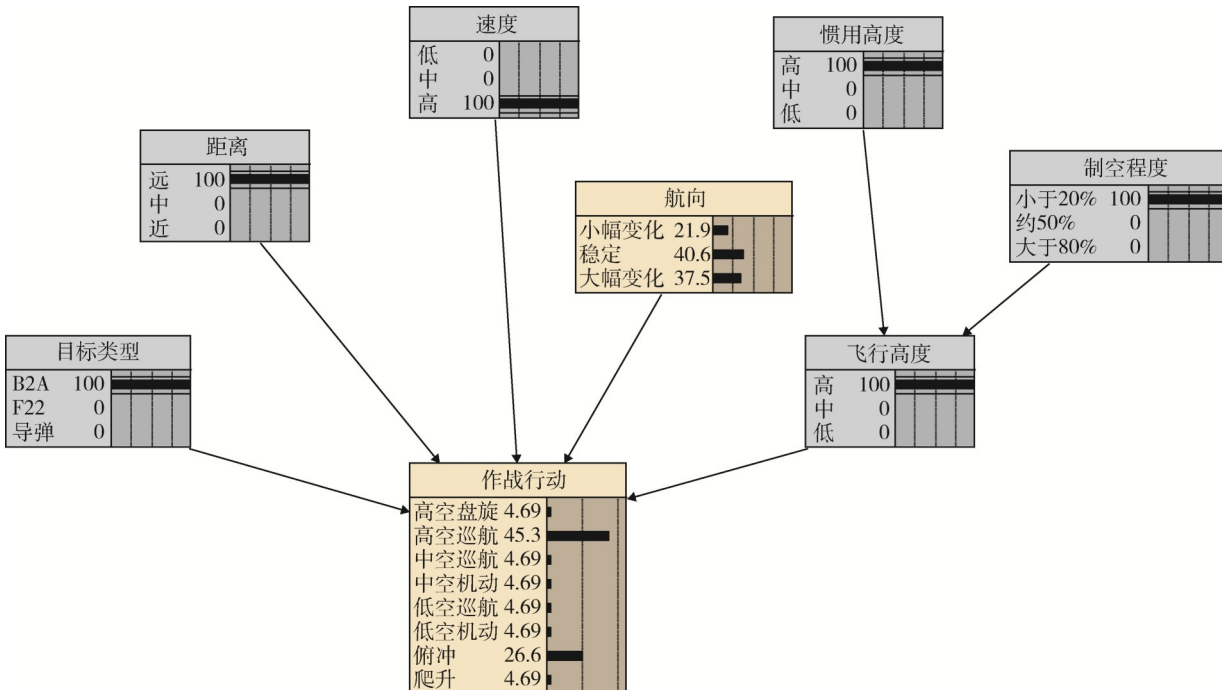 速度
低 0
中 0
高 100
惯用高度
高 100
中 0
低 0
距离
远 100
中 0
近 0
航向
小幅变化 21.9
稳定 40.6
大幅变化 37.5
制空程度
小于20% 100
约50% 0
大于80% 0
目标类型
B2A 100
F22 0
导弹 0
飞行高度
高 100
中 0
低 0
作战行动
高空盘旋 4.69
高空巡航 45.3
中空巡航 4.69
中空机动 4.69
低空巡航 4.69
低空机动 4.69
俯冲 26.6
爬升 4.69